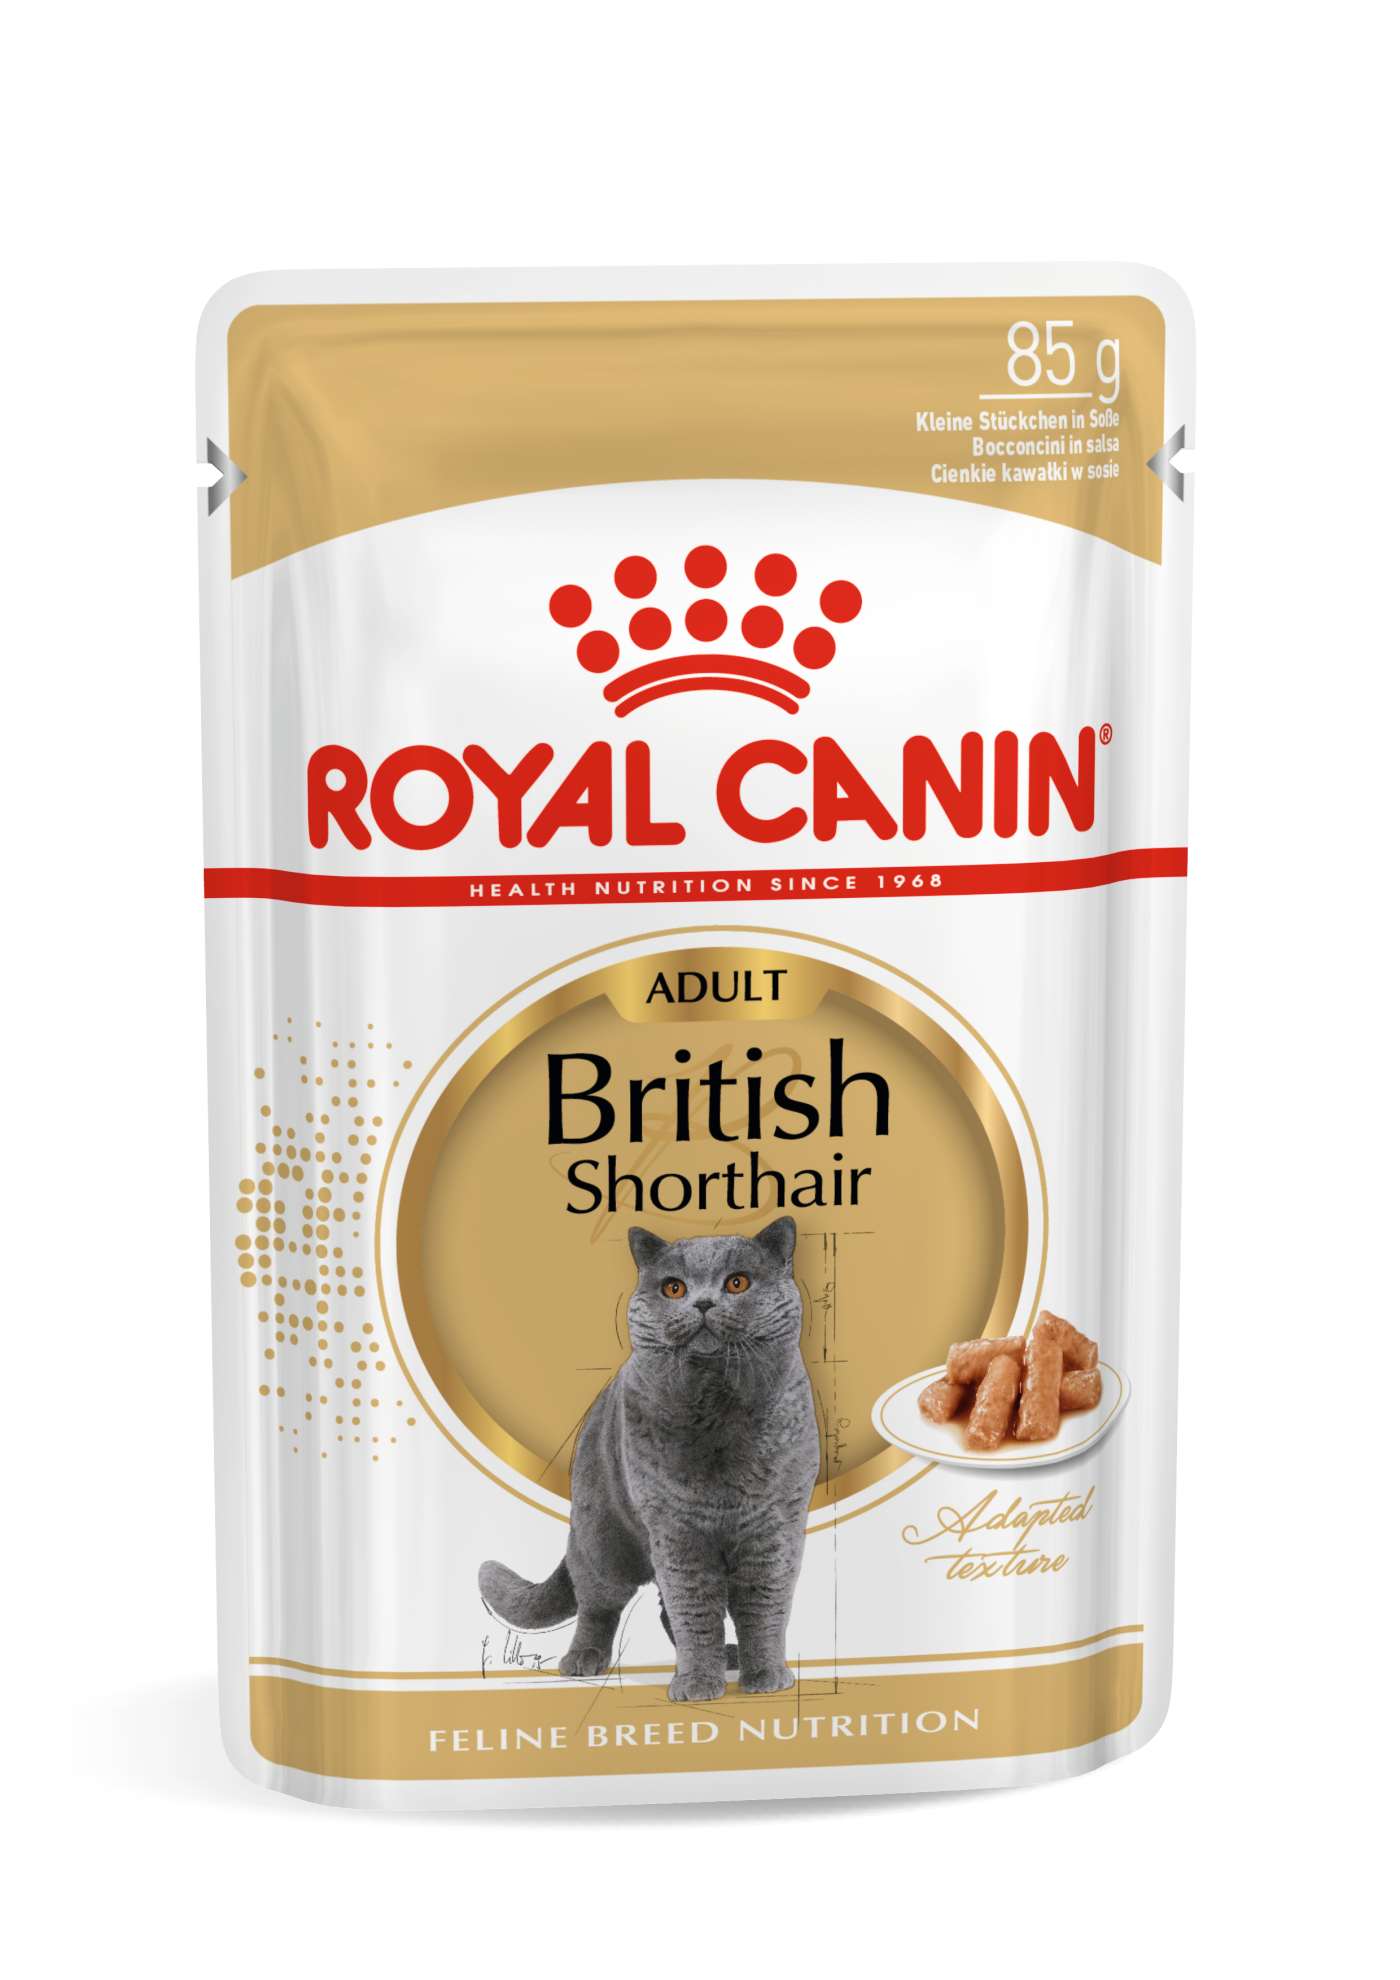 85 g
Kleine Stückchen in Soße
Bocconcini in salsa
Cienkie kawałki w sosie
ROYAL CANIN®
HEALTH NUTRITION SINCE 1968
ADULT
British
Shorthair
Adapted
texture
FELINE BREED NUTRITION